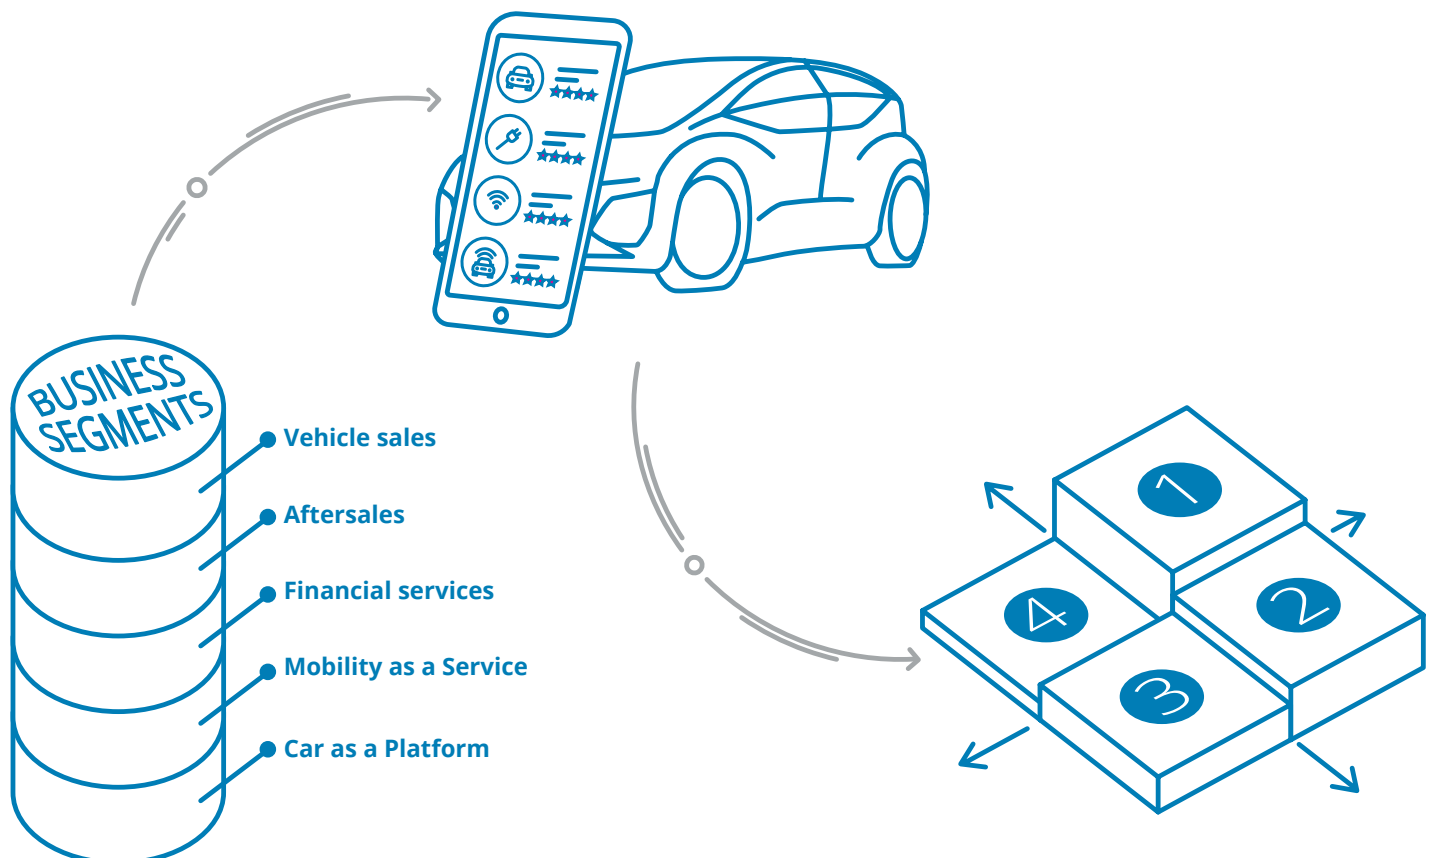 BUSINESS
SEGMENTS
Vehicle sales
Aftersales
Financial services
Mobility as a Service
Car as a Platform
1
2
3
4